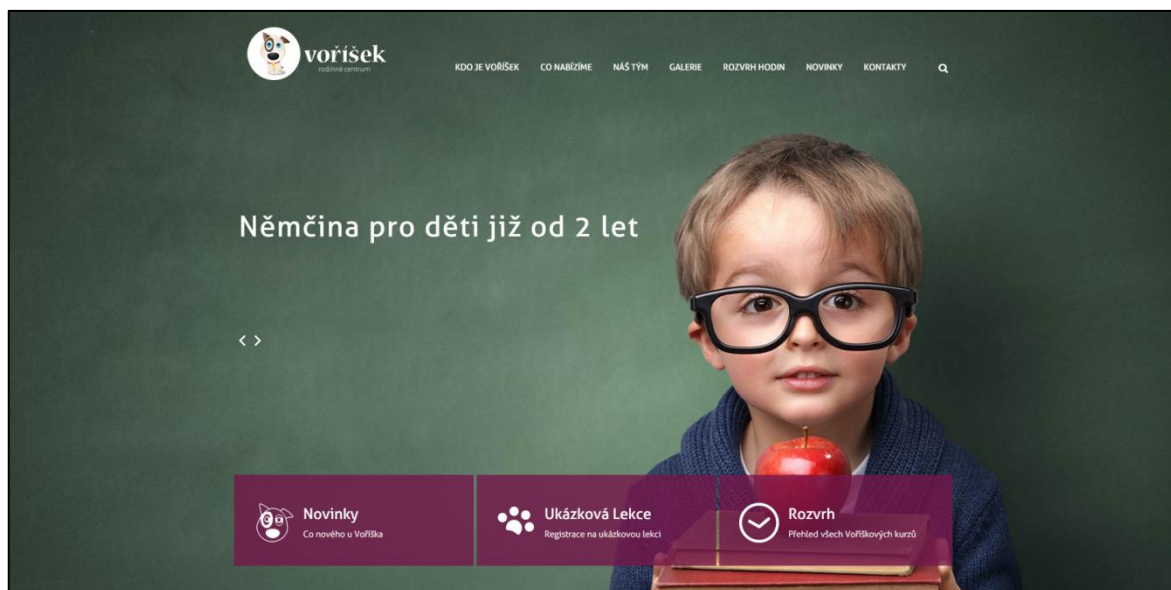 voříšek
rodinné centrum
KDO JE VOŘÍŠEK CO NABÍZÍME NÁŠ TÝM GALERIE ROZVRH HODIN NOVINKY KONTAKTY
Němčina pro děti již od 2 let
Novinky
Co nového u Voříška
Ukázková Lekce
Registrace na ukázkovou lekci
Rozvrh
Přehled všech Voříškových kurzů